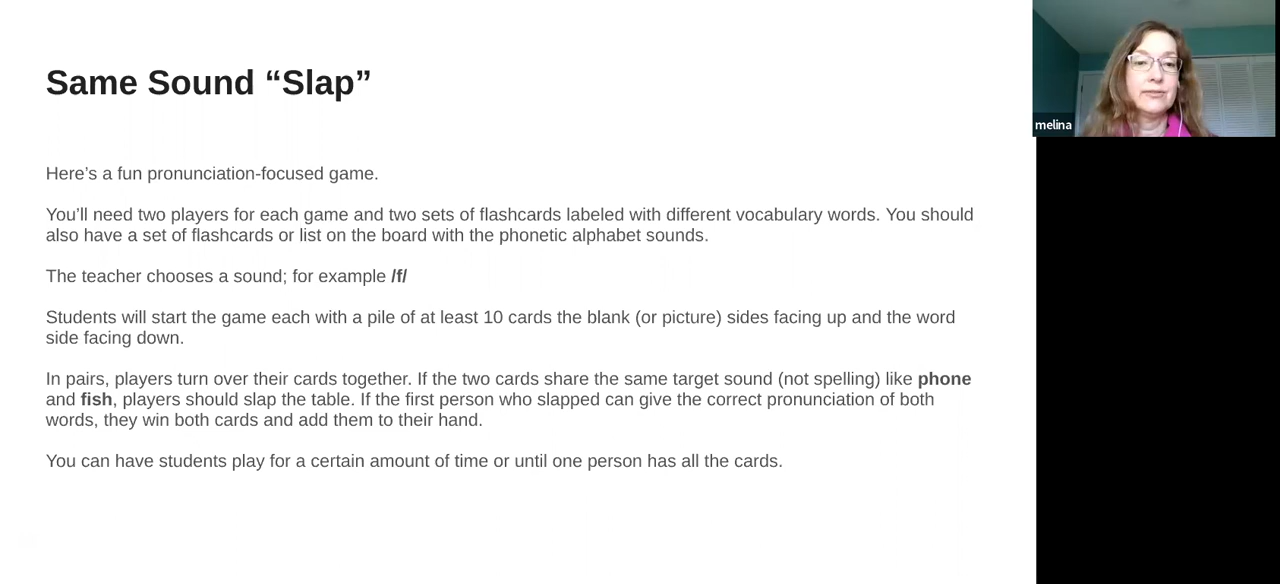 Same Sound “Slap”
melina
Here’s a fun pronunciation-focused game.
You’ll need two players for each game and two sets of flashcards labeled with different vocabulary words. You should
also have a set of flashcards or list on the board with the phonetic alphabet sounds.
The teacher chooses a sound; for example /f/
Students will start the game each with a pile of at least 10 cards the blank (or picture) sides facing up and the word
side facing down.
In pairs, players turn over their cards together. If the two cards share the same target sound (not spelling) like phone
and fish, players should slap the table. If the first person who slapped can give the correct pronunciation of both
words, they win both cards and add them to their hand.
You can have students play for a certain amount of time or until one person has all the cards.